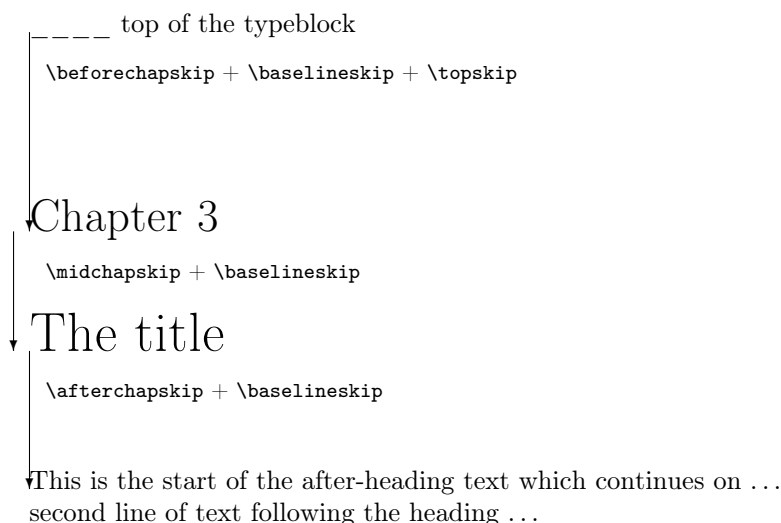 ____ top of the typeblock
\beforechapskip + \baselineskip + \topskip
Chapter 3
\midchapskip + \baselineskip
The title
\afterchapskip + \baselineskip
This is the start of the after-heading text which continues on ...
second line of text following the heading ...